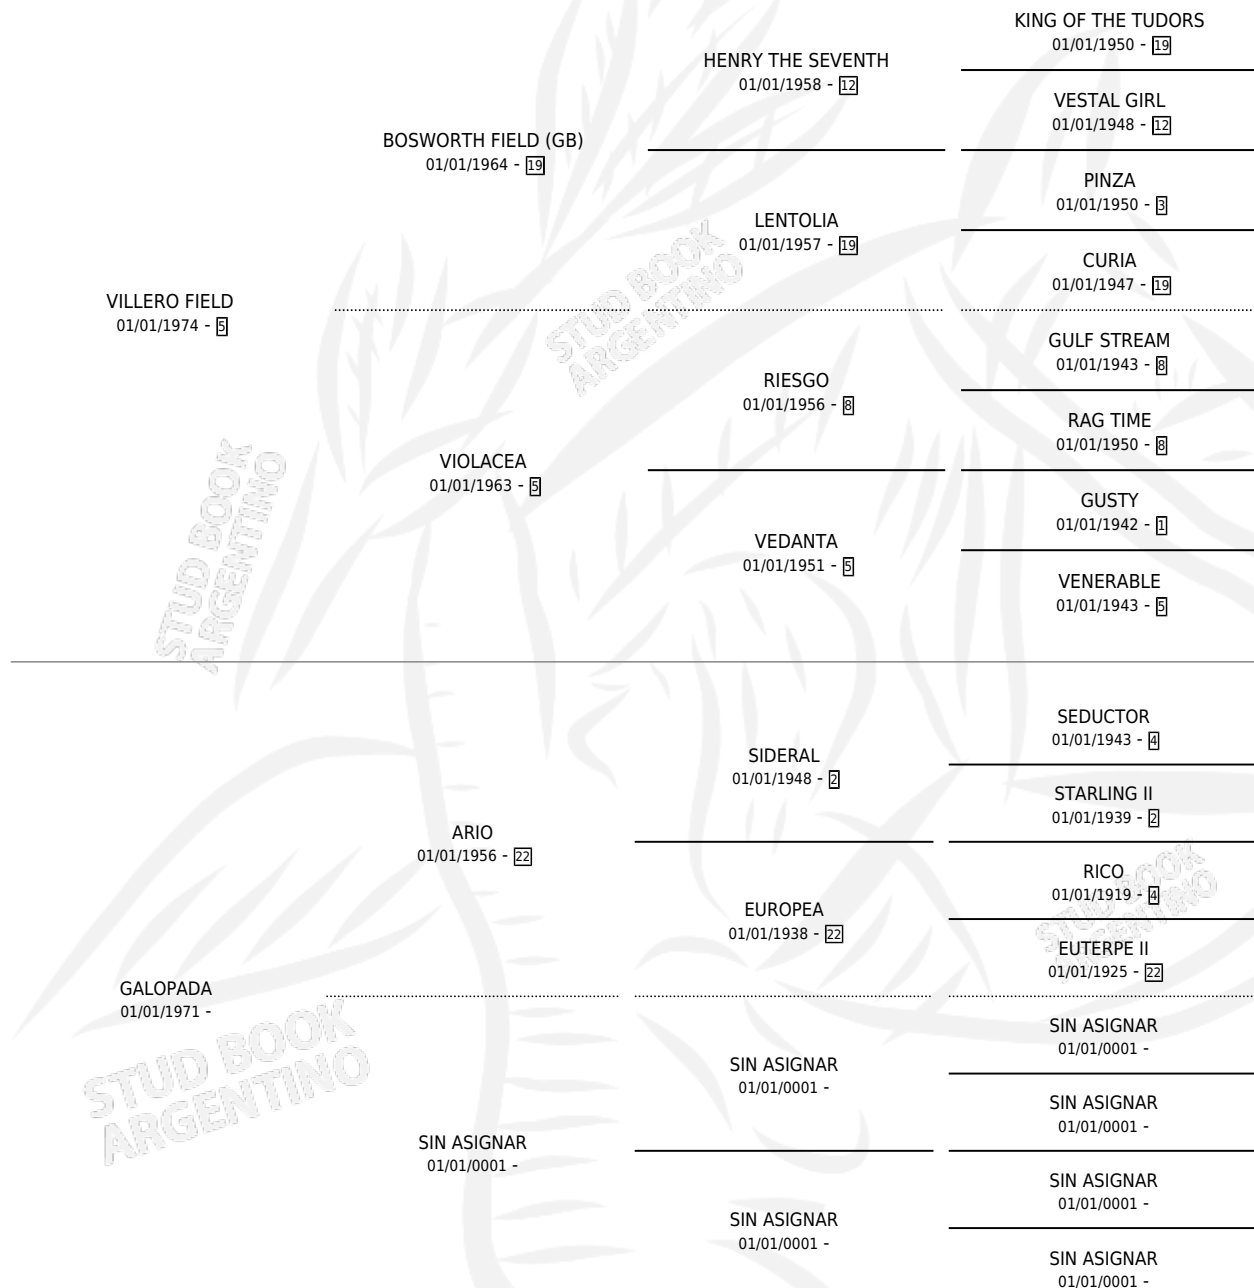 KING OF THE TUDORS
01/01/1950 - 19
HENRY THE SEVENTH
01/01/1958 - 12
VESTAL GIRL
01/01/1948 - 12
BOSWORTH FIELD (GB)
01/01/1964 - 19
PINZA
01/01/1950 - 3
LENTOLIA
01/01/1957 - 19
CURIA
01/01/1947 - 19
VILLERO FIELD
01/01/1974 - 5
GULF STREAM
01/01/1943 - 8
RIESGO
01/01/1956 - 8
RAG TIME
01/01/1950 - 8
VIOLACEA
01/01/1963 - 5
GUSTY
01/01/1942 - 1
VEDANTA
01/01/1951 - 5
VENERABLE
01/01/1943 - 5
SEDUCTOR
01/01/1943 - 4
SIDERAL
01/01/1948 - 2
STARLING II
01/01/1939 - 2
ARIO
01/01/1956 - 22
RICO
01/01/1919 - 4
EUROPEA
01/01/1938 - 22
EUTERPE II
01/01/1925 - 22
GALOPADA
01/01/1971 -
SIN ASIGNAR
01/01/0001 -
SIN ASIGNAR
01/01/0001 -
SIN ASIGNAR
01/01/0001 -
SIN ASIGNAR
01/01/0001 -
SIN ASIGNAR
01/01/0001 -
SIN ASIGNAR
01/01/0001 -
SIN ASIGNAR
01/01/0001 -
STUD BOOK
ARGENTINO
STUD BOOK
ARGENTINO
STUD BOOK
ARGENTINO
STUD BOOK
ARGENTINO